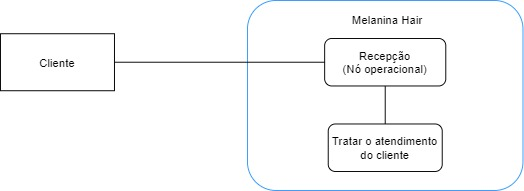 Melanina Hair
Cliente
Recepção
(Nó operacional)
Tratar o atendimento
do cliente